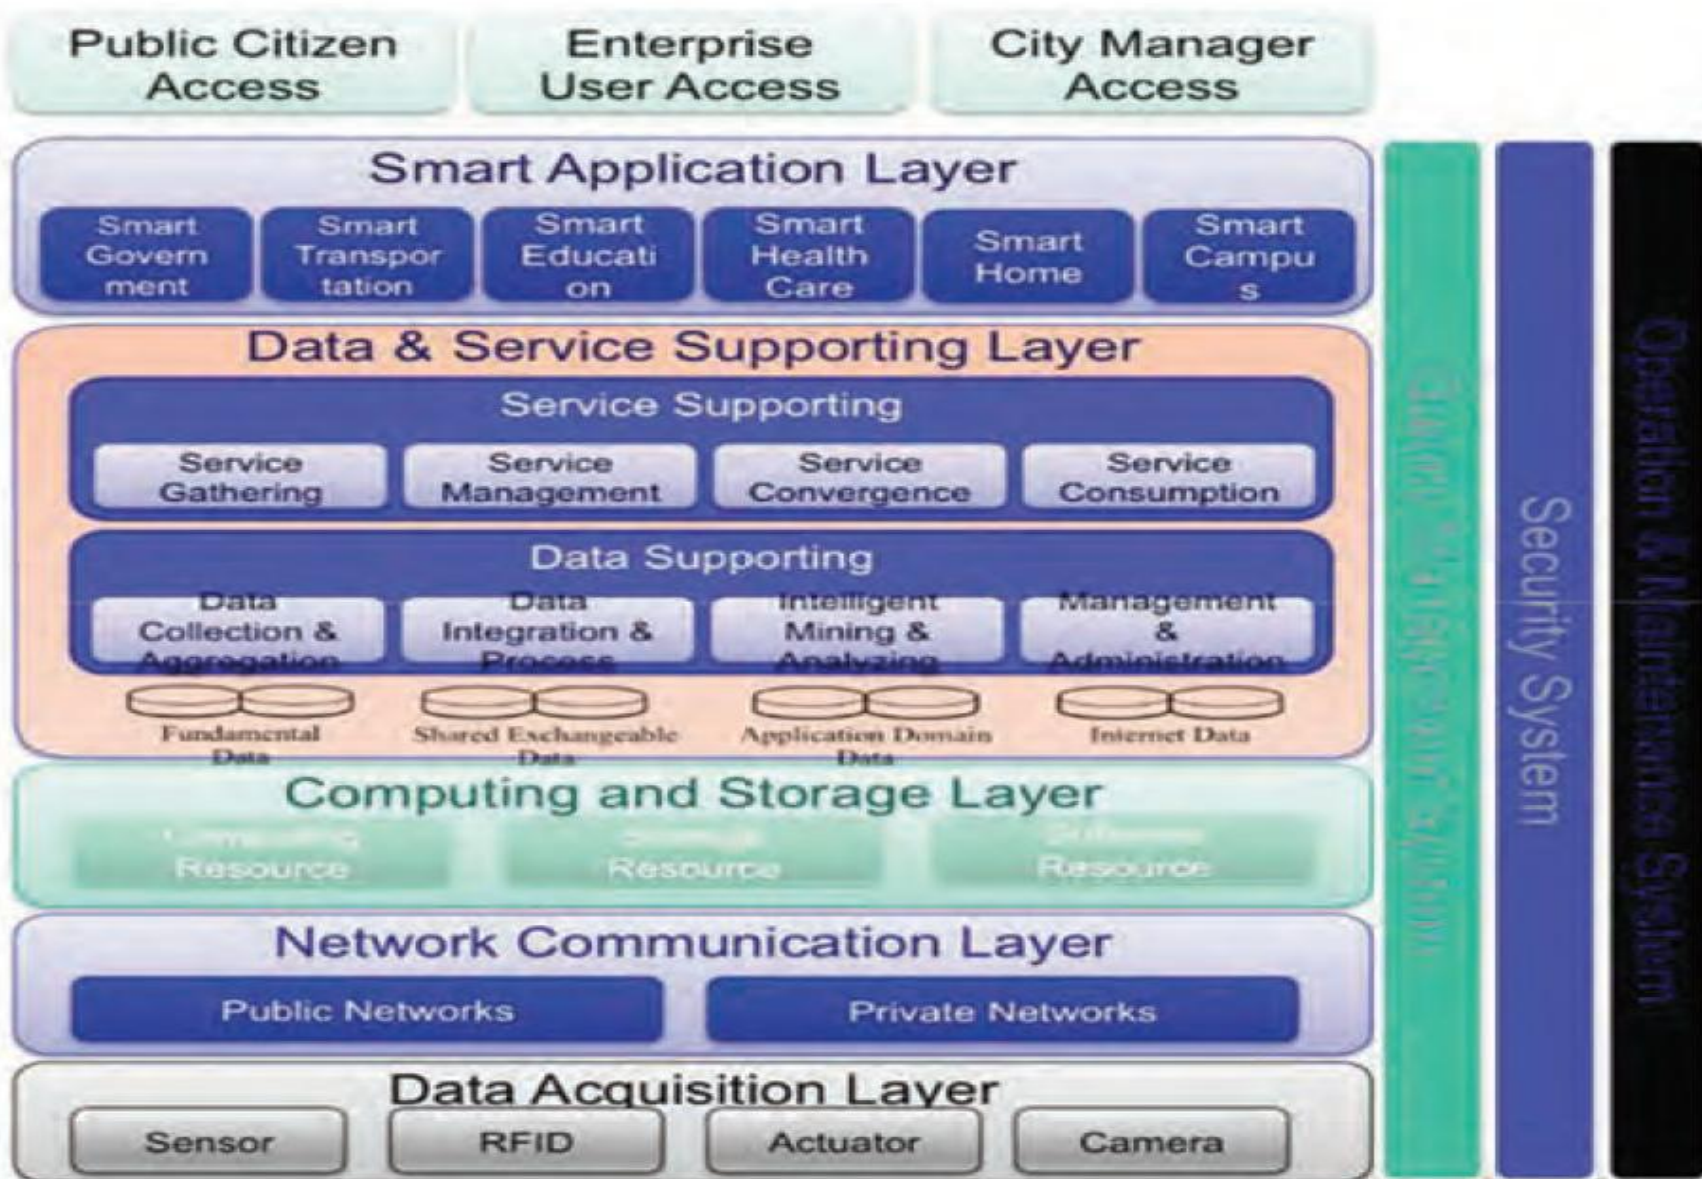 Public Citizen
Access
Enterprise
User Access
City Manager
Access
Smart Application Layer
Smart
Govern
ment
Smart
Transpor
tation
Smart
Educati
on
Smart
Health
Care
Smart
Home
Smart
Campu
s
Data & Service Supporting Layer
Service Supporting
Service
Gathering
Service
Management
Service
Convergence
Service
Consumption
Data Supporting
Data
Collection &
Aggregation
Data
Integration &
Process
Intelligent
Mining &
Analyzing
Management
&
Administration
Fundamental
Data
Shared Exchangeable
Data
Application Domain
Data
Internet Data
Computing and Storage Layer
Computing
Resource
Resource
Resource
Network Communication Layer
Public Networks
Private Networks
Data Acquisition Layer
Sensor
RFID
Actuator
Camera
System
Security System
Operation & Maintenance System